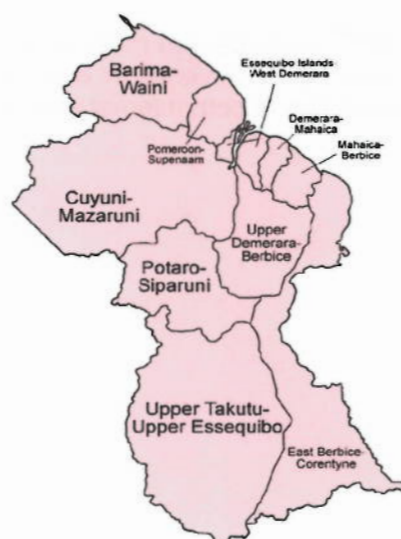 Barima-
Waini
Essequibo Islands-
West Demerara
Demerara-
Mahaica
Mahaica-
Berbice
Pomeroon-
Supenaam
Cuyuni-
Mazaruni
Upper
Demerara-
Berbice
Potaro-
Siparuni
Upper Takutu-
Upper Essequibo
East Berbice-
Corentyne